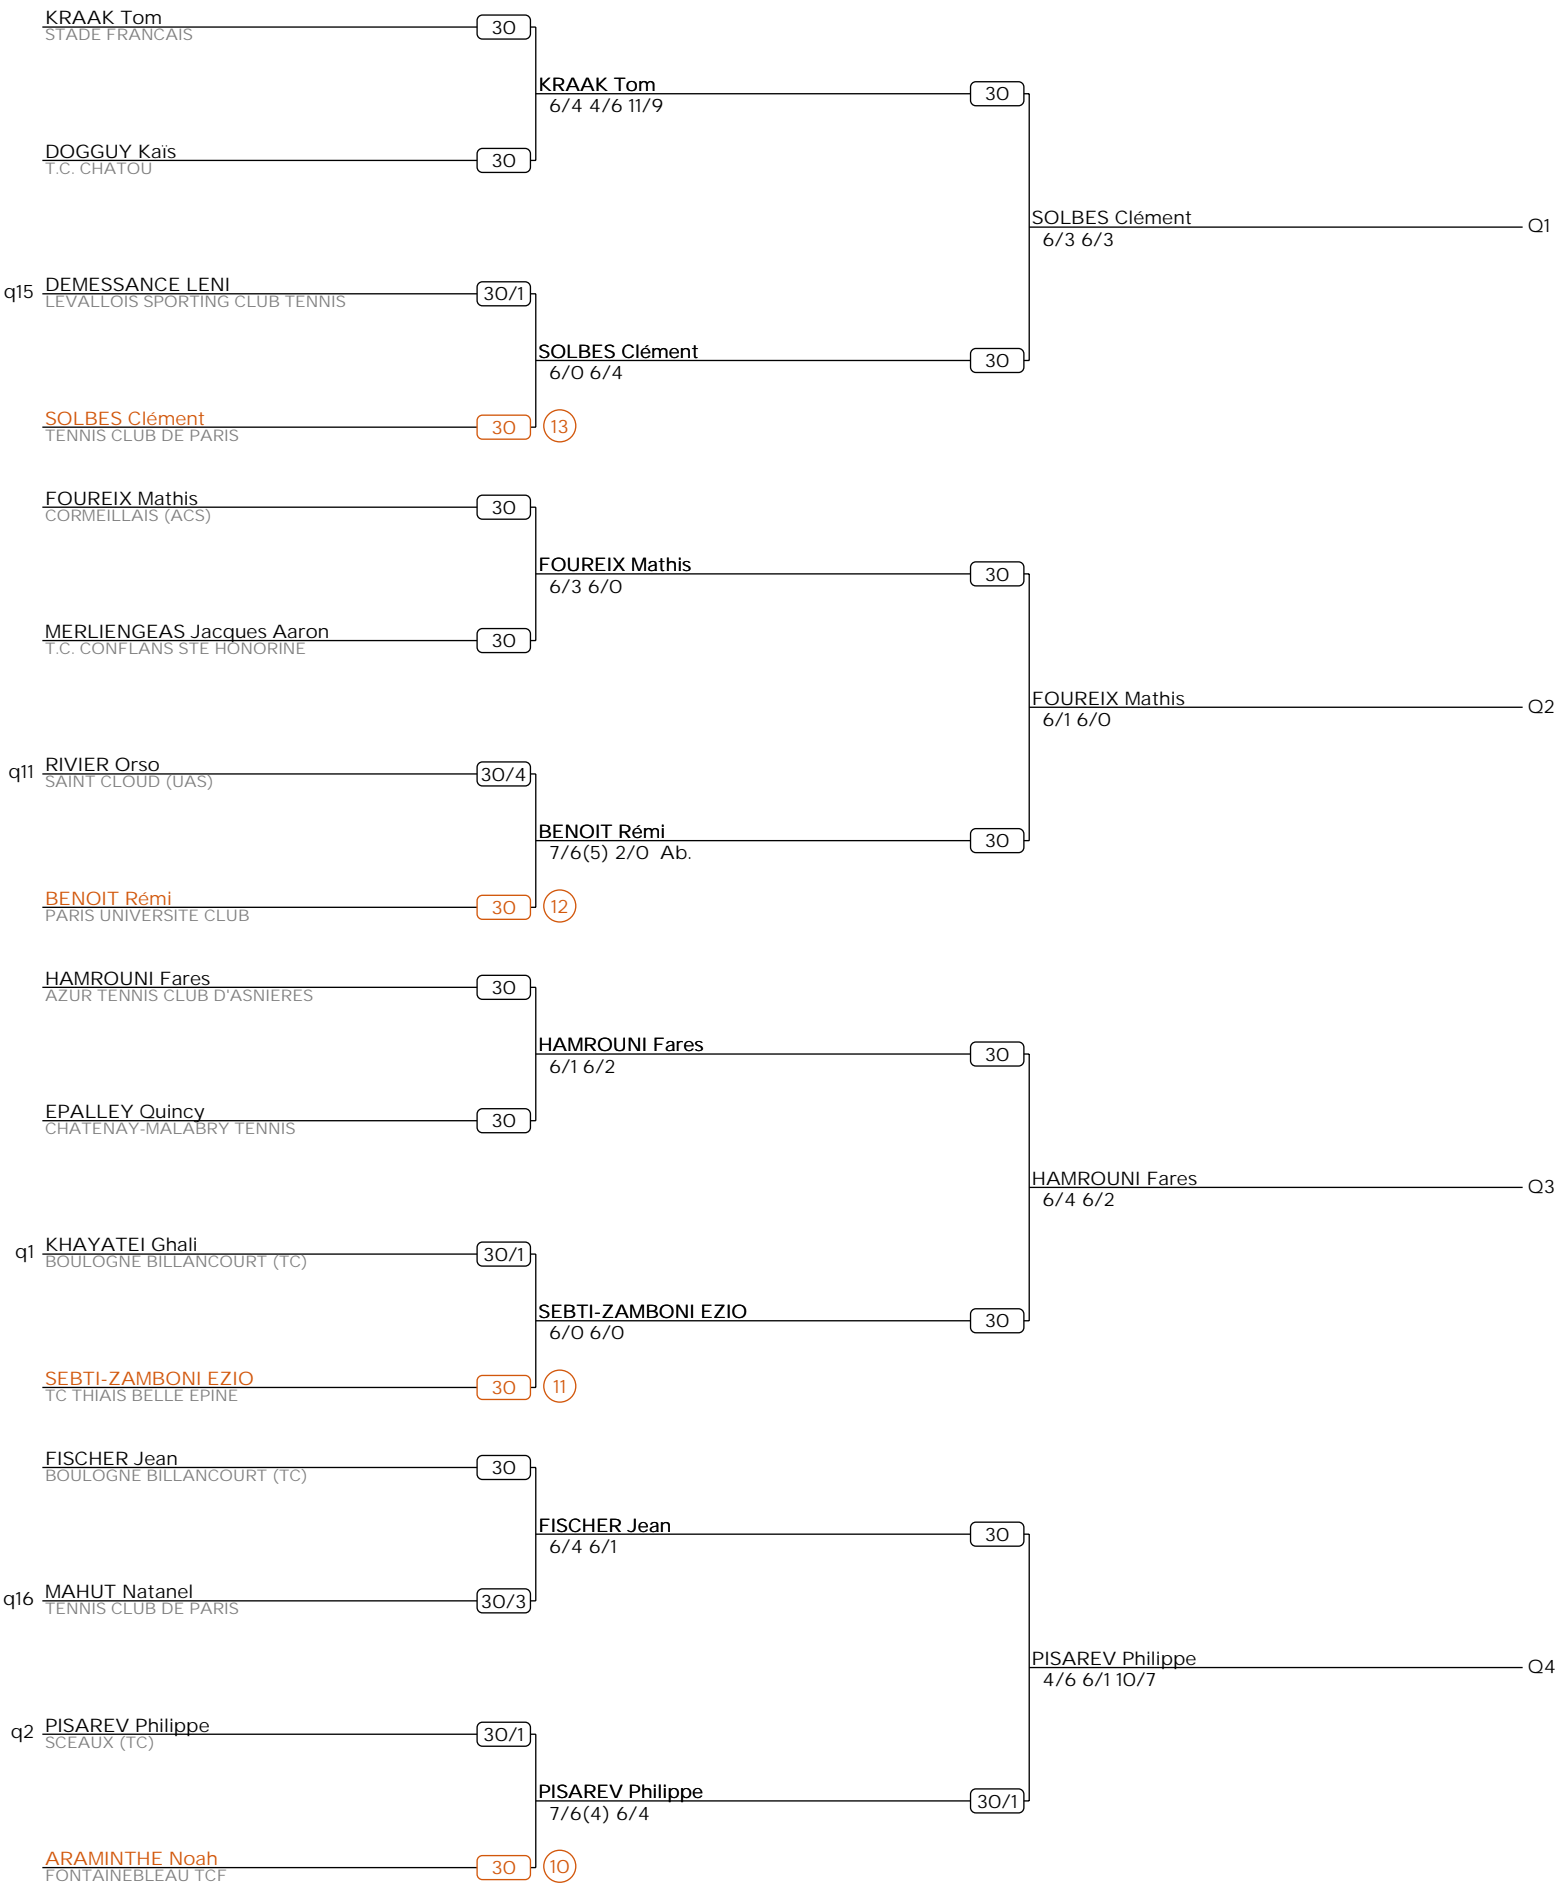 KRAAK Tom
STADE FRANCAIS
30
KRAAK Tom
6/4 4/6 11/9
30
DOGGUY Kaïs
T.C. CHATOU
30
SOLBES Clément
6/3 6/3
Q1
q15 DEMESSANCE LENI
LEVALLOIS SPORTING CLUB TENNIS
30/1
SOLBES Clément
6/0 6/4
30
SOLBES Clément
TENNIS CLUB DE PARIS
30
13
FOUREIX Mathis
CORMEILLAIS (ACS)
30
FOUREIX Mathis
6/3 6/0
30
MERLIENGEAS Jacques Aaron
T.C. CONFLANS STE HONORINE
30
FOUREIX Mathis
6/1 6/0
Q2
q11 RIVIER Orso
SAINT CLOUD (UAS)
30/4
BENOIT Rémi
7/6(5) 2/0 Ab.
30
BENOIT Rémi
PARIS UNIVERSITE CLUB
30
12
HAMROUNI Fares
AZUR TENNIS CLUB D'ASNIERES
30
HAMROUNI Fares
6/1 6/2
30
EPALLEY Quincy
CHATENAY-MALABRY TENNIS
30
HAMROUNI Fares
6/4 6/2
Q3
q1 KHAYATEI Ghali
BOULOGNE BILLANCOURT (TC)
30/1
SEBTI-ZAMBONI EZIO
6/0 6/0
30
SEBTI-ZAMBONI EZIO
TC THIAIS BELLE EPINE
30
11
FISCHER Jean
BOULOGNE BILLANCOURT (TC)
30
FISCHER Jean
6/4 6/1
30
q16 MAHUT Natanel
TENNIS CLUB DE PARIS
30/3
PISAREV Philippe
4/6 6/1 10/7
Q4
q2 PISAREV Philippe
SCEAUX (TC)
30/1
PISAREV Philippe
7/6(4) 6/4
30/1
ARAMINTHE Noah
FONTAINEBLEAU TCF
30
10